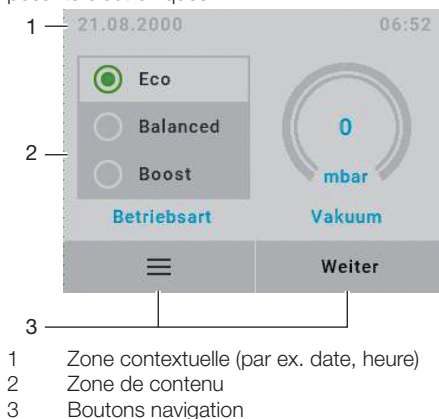 1
21.08.2000 06:52
Eco
Balanced
Boost
2
0
mbar
Betriebsart Vakuum
Weiter
3
1 Zone contextuelle (par ex. date, heure)
2 Zone de contenu
3 Boutons navigation